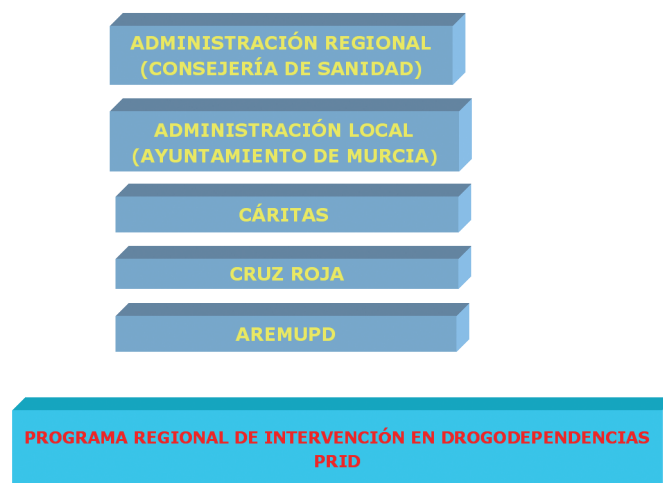 ADMINISTRACIÓN REGIONAL
(CONSEJERÍA DE SANIDAD)
ADMINISTRACIÓN LOCAL
(AYUNTAMIENTO DE MURCIA)
CÁRITAS
CRUZ ROJA
AREMUPD
PROGRAMA REGIONAL DE INTERVENCIÓN EN DROGODEPENDENCIAS
PRID